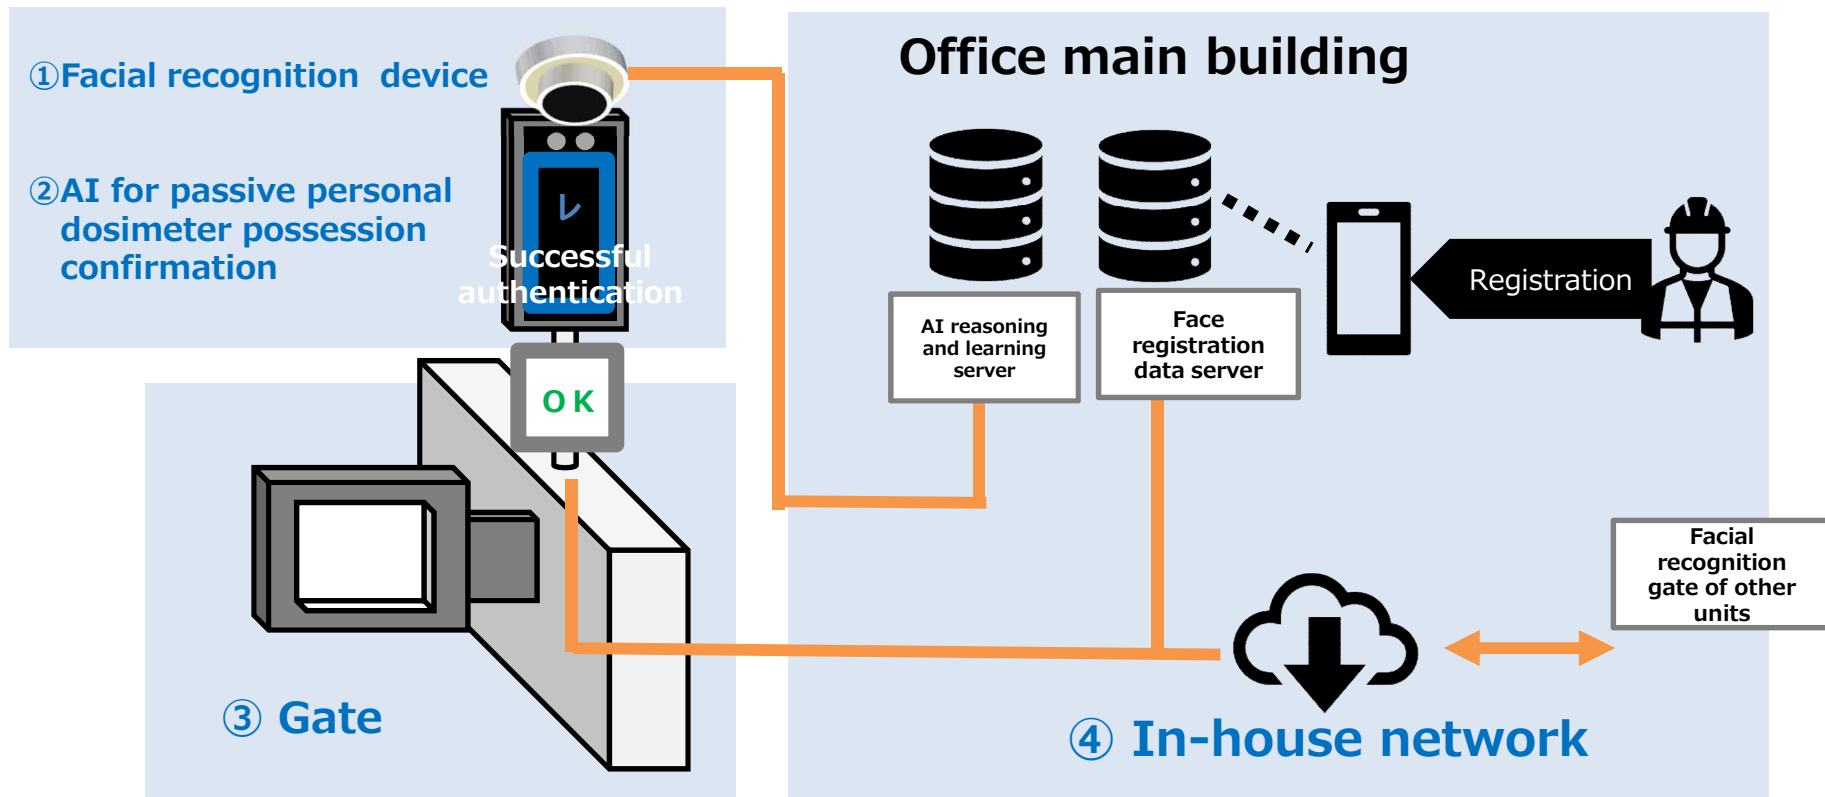 ①Facial recognition device
②AI for passive personal
dosimeter possession
confirmation
レ
Successful
authentication
OK
③ Gate
Office main building
AI reasoning
and learning
server
Face
registration
data server
Registration
Facial
recognition
gate of other
units
④ In-house network